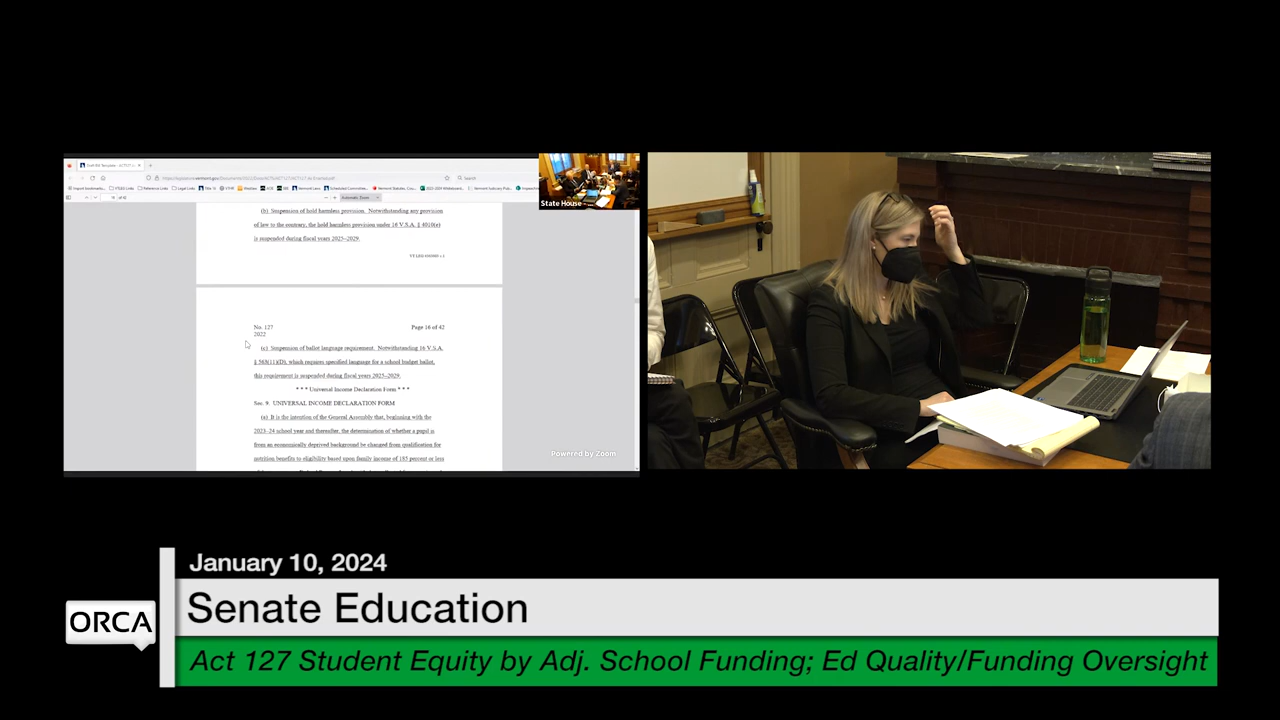 State House -
(b) Suspension of hold harmless provision. Notwithstanding any provision
of law to the contrary, the hold harmless provision under 16 V.S.A. § 4010(e)
is suspended during fiscal years 2025–2029.
No. 127
Page 16 of 42
2022
(c) Suspension of ballot language requirement. Notwithstanding 16 V.S.A.
§ 563(11)(D), which requires specified language for a school budget ballot,
this requirement is suspended during fiscal years 2025–2029.
* * * Universal Income Declaration Form * * *
Sec. 9. UNIVERSAL INCOME DECLARATION FORM
(a) It is the intention of the General Assembly that, beginning with the
2023–24 school year and thereafter, the determination of whether a pupil is
from an economically deprived background be changed from qualification for
nutrition benefits to eligibility based upon family income of 185 percent or less
Powered by Zoom
January 10, 2024
Senate Education
ORCA
Act 127 Student Equity by Adj. School Funding; Ed Quality/Funding Oversight